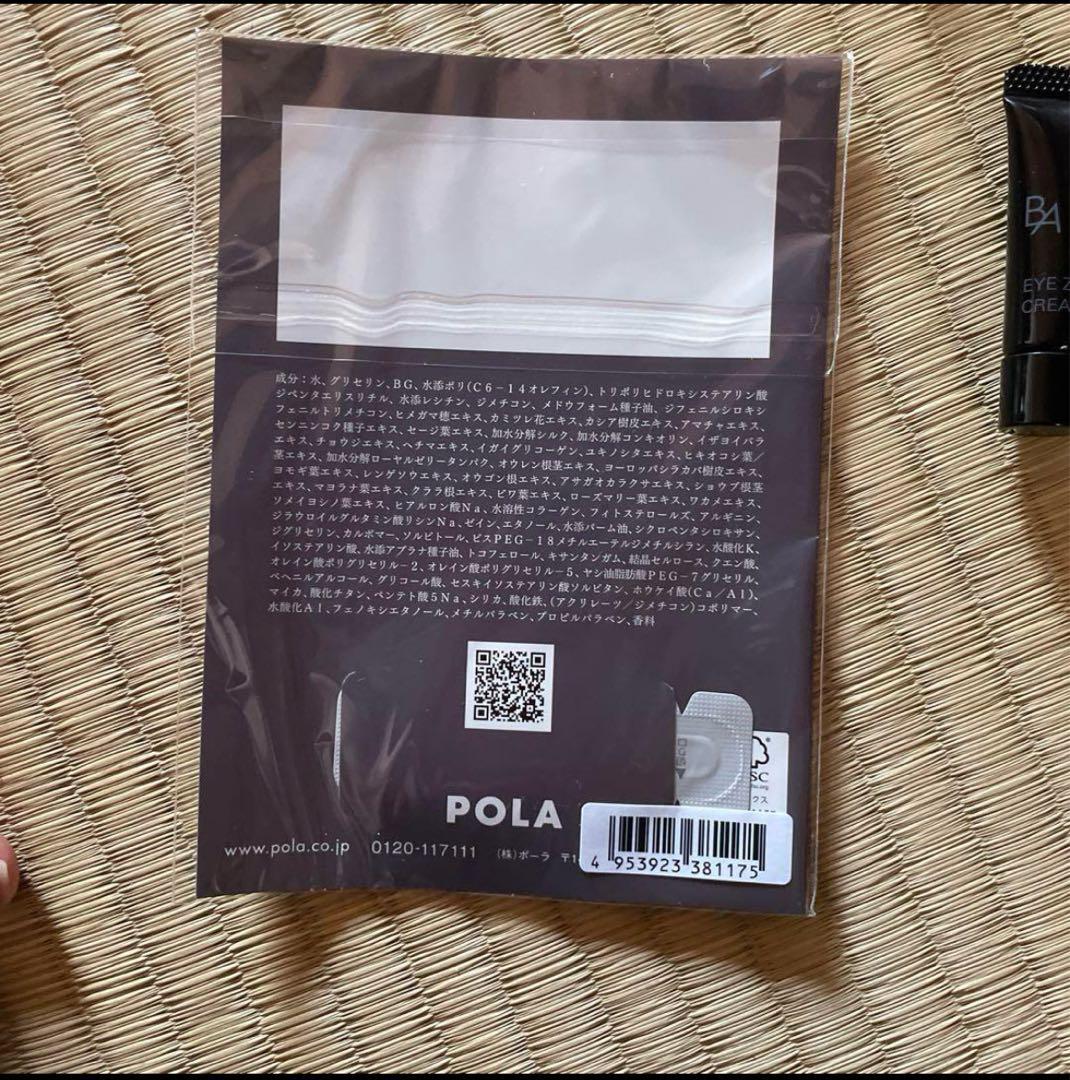 成分：水、グリセリン、BG、水添ポリ(C6－14オレフィン)、トリポリヒドロキシステアリン酸
ジペンタエリスリチル、水添レシチン、ジメチコン、メドウフォーム種子油、ジフェニルシロキシ
フェニルトリメチコン、ヒメガマ穂エキス、カミツレ花エキス、カシア樹皮エキス、アマチャエキス、
センニンコク種子エキス、セージ葉エキス、加水分解シルク、加水分解コンキオリン、イザヨイバラ
エキス、チョウジエキス、ヘチマエキス、イガイグリコーゲン、ユキノシタエキス、ヒキオコシ葉／
茎エキス、加水分解ローヤルゼリータンパク、オウレン根茎エキス、ヨーロッパシラカバ樹皮エキス、
ヨモギ葉エキス、レンゲソウエキス、オウゴン根エキス、アサガオカラクサエキス、ショウブ根茎
エキス、マヨラナ葉エキス、クララ根エキス、ビワ葉エキス、ローズマリー葉エキス、ワカメエキス、
ソメイヨシノ葉エキス、ヒアルロン酸Na、水溶性コラーゲン、フィトステロールズ、アルギニン、
ジラウロイルグルタミン酸リシンNa、ゼイン、エタノール、水添パーム油、シクロペンタシロキサン、
ジグリセリン、カルボマー、ソルビトール、ビスPEG－18メチルエーテルジメチルシラン、水酸化K、
イソステアリン酸、水添アブラナ種子油、トコフェロール、キサンタンガム、結晶セルロース、クエン酸、
オレイン酸ポリグリセリル－2、オレイン酸ポリグリセリル－5、ヤシ油脂肪酸PEG－7グリセリル、
ベヘニルアルコール、グリコール酸、セスキイソステアリン酸ソルビタン、ホウケイ酸(Ca／Al)、
マイカ、酸化チタン、ペンテト酸5Na、シリカ、酸化鉄、(アクリレーツ／ジメチコン)コポリマー、
水酸化Al、フェノキシエタノール、メチルパラベン、プロピルパラベン、香料
POLA
www.pola.co.jp 0120-117111 (株)ポーラ 〒1
4 953923 381175
SC
クス
BA
EYE Z
CREA